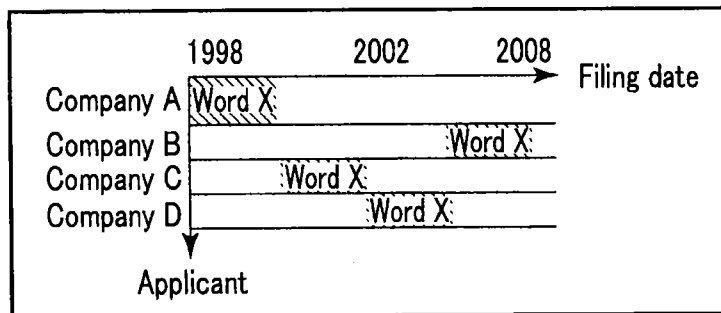 1998 2002 2008
Filing date
Company A Word X
Company B Word X
Company C Word X
Company D Word X
Applicant